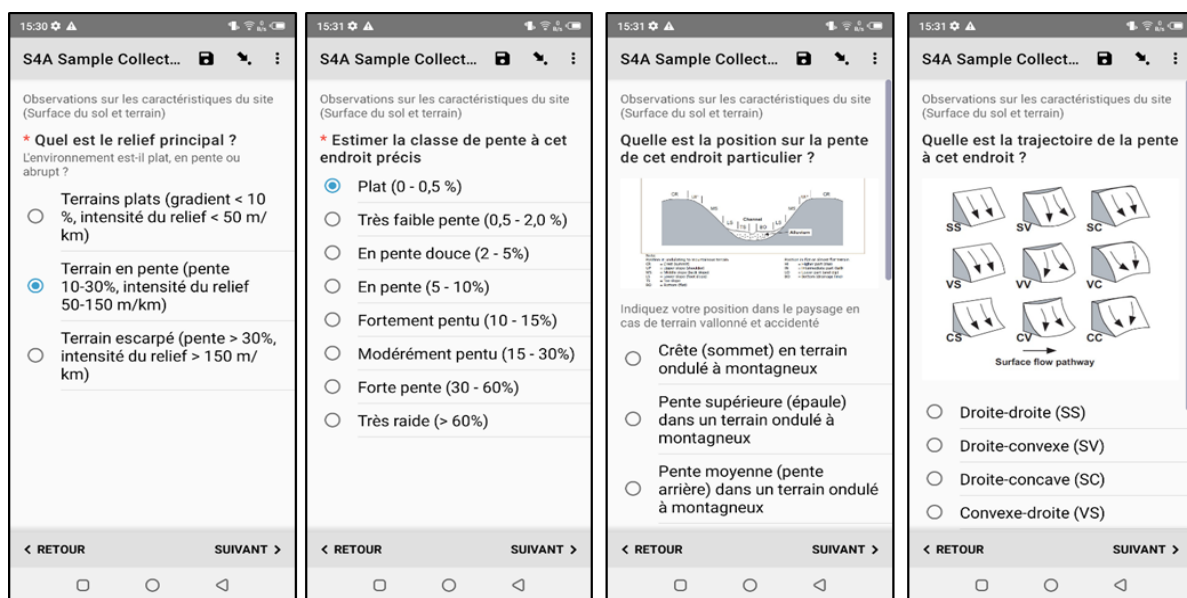 15:30
S4A Sample Collect...
Observations sur les caractéristiques du site
(Surface du sol et terrain)
* Quel est le relief principal ?
L'environnement est-il plat, en pente ou
abrupt ?
Terrains plats (gradient < 10
%, intensité du relief < 50 m/
km)
Terrain en pente (pente
10-30%, intensité du relief
50-150 m/km)
Terrain escarpé (pente > 30%,
intensité du relief > 150 m/
km)
< RETOUR
SUIVANT >
15:31
S4A Sample Collect...
Observations sur les caractéristiques du site
(Surface du sol et terrain)
* Estimer la classe de pente à cet
endroit précis
Plat (0 - 0,5 %)
Très faible pente (0,5 - 2,0 %)
En pente douce (2 - 5%)
En pente (5 - 10%)
Fortement pentu (10 - 15%)
Modérément pentu (15 - 30%)
Forte pente (30 - 60%)
Très raide (> 60%)
< RETOUR
SUIVANT >
15:31
S4A Sample Collect...
Observations sur les caractéristiques du site
(Surface du sol et terrain)
Quelle est la position sur la pente
de cet endroit particulier ?
CR UP UP CR
MS MS
LS TS Channel BO LS
Alluvium
Indiquez votre position dans le paysage en
cas de terrain vallonné et accidenté
Crête (sommet) en terrain
ondulé à montagneux
Pente supérieure (épaule)
dans un terrain ondulé à
montagneux
Pente moyenne (pente
arrière) dans un terrain ondulé
à montagneux
< RETOUR
SUIVANT >
15:31
S4A Sample Collect...
Observations sur les caractéristiques du site
(Surface du sol et terrain)
Quelle est la trajectoire de la pente
à cet endroit ?
SS SV SC
VS VV VC
CS CV CC
Surface flow pathway
Droite-droite (SS)
Droite-convexe (SV)
Droite-concave (SC)
Convexe-droite (VS)
< RETOUR
SUIVANT >